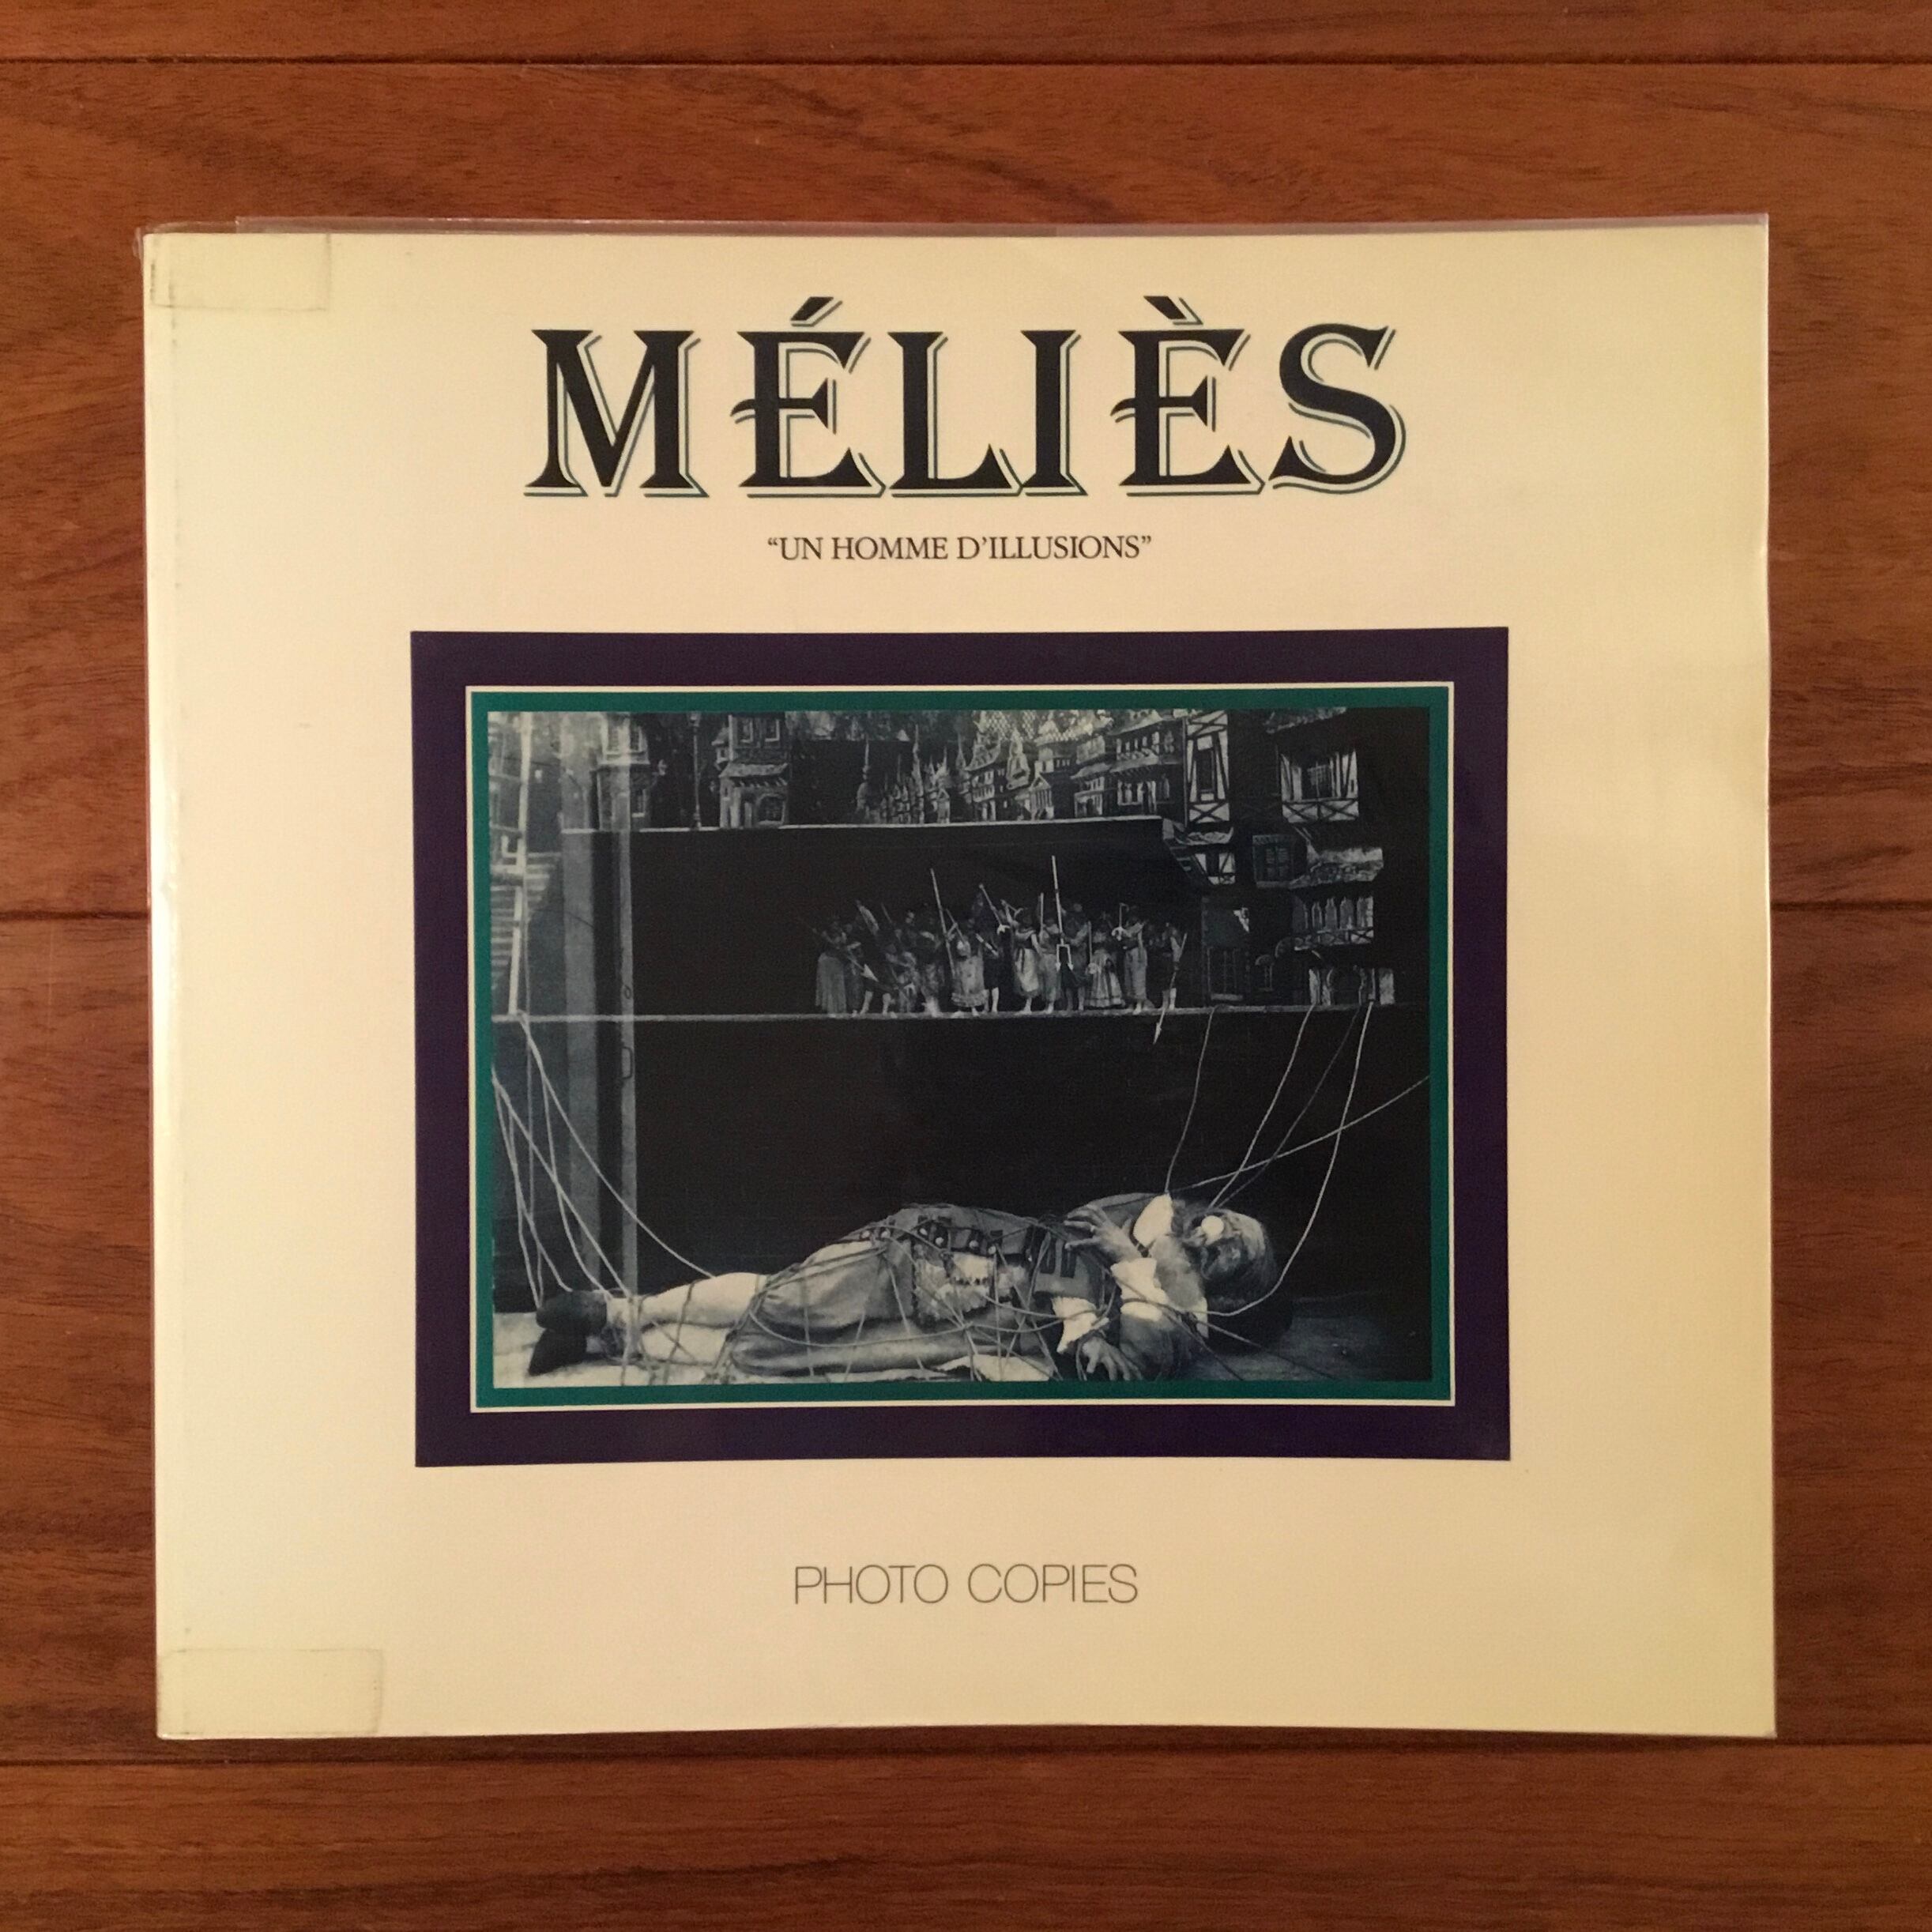 MÉLIÈS
“UN HOMME D’ILLUSIONS”
PHOTO COPIES